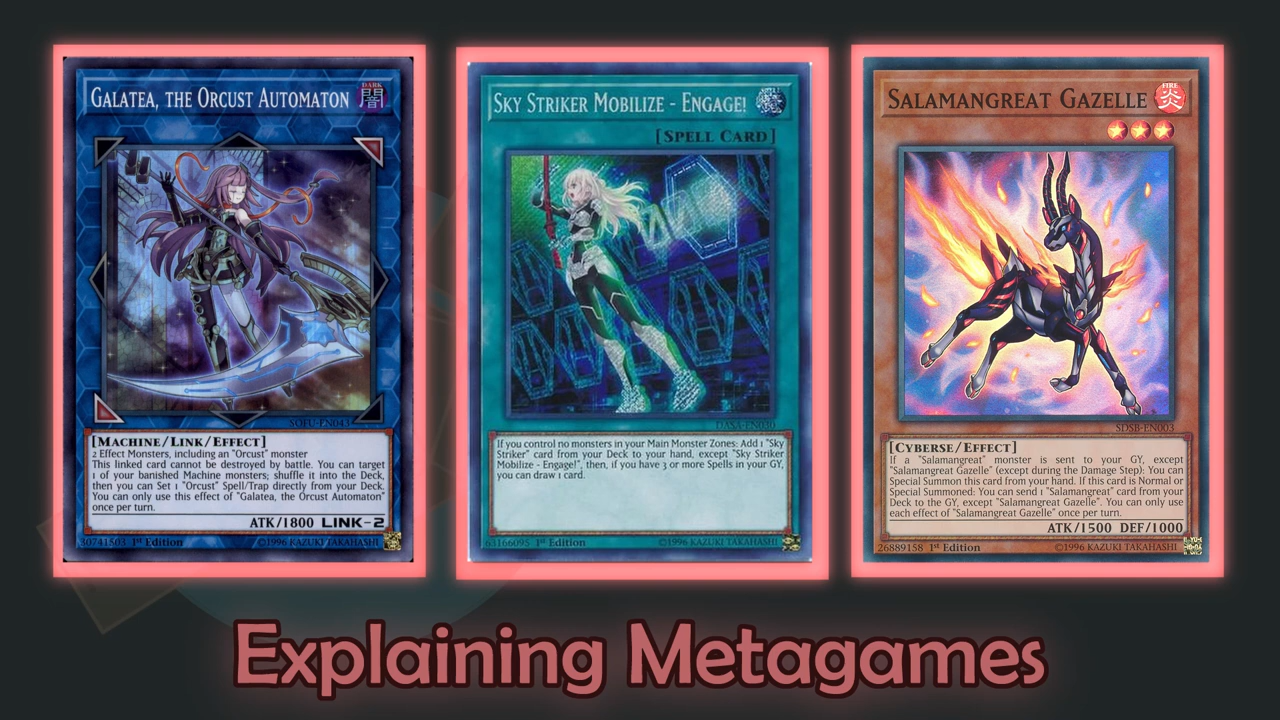 GALATEA, THE ORCUST AUTOMATON
DARK
闇
SOFU-EN043
[MACHINE/LINK/EFFECT]
2 Effect Monsters, including an "Orcust" monster
This linked card cannot be destroyed by battle. You can target
1 of your banished Machine monsters; shuffle it into the Deck,
then you can Set 1 "Orcust" Spell/Trap directly from your Deck.
You can only use this effect of "Galatea, the Orcust Automaton"
once per turn.
ATK/1800 LINK-2
30741503 1st Edition ©1996 KAZUKI TAKAHASHI
SKY STRIKER MOBILIZE - ENGAGE!
[SPELL CARD]
DASA-EN030
If you control no monsters in your Main Monster Zones: Add 1 "Sky
Striker" card from your Deck to your hand, except "Sky Striker
Mobilize - Engage!", then, if you have 3 or more Spells in your GY,
you can draw 1 card.
63166095 1st Edition ©1996 KAZUKI TAKAHASHI
SALAMANGREAT GAZELLE
FIRE
炎
SDSB-EN003
[CYBERSE/EFFECT]
If a "Salamangreat" monster is sent to your GY, except
"Salamangreat Gazelle" (except during the Damage Step): You can
Special Summon this card from your hand. If this card is Normal or
Special Summoned: You can send 1 "Salamangreat" card from your
Deck to the GY, except "Salamangreat Gazelle". You can only use
each effect of "Salamangreat Gazelle" once per turn.
ATK/1500 DEF/1000
26889158 1st Edition ©1996 KAZUKI TAKAHASHI
Explaining Metagames